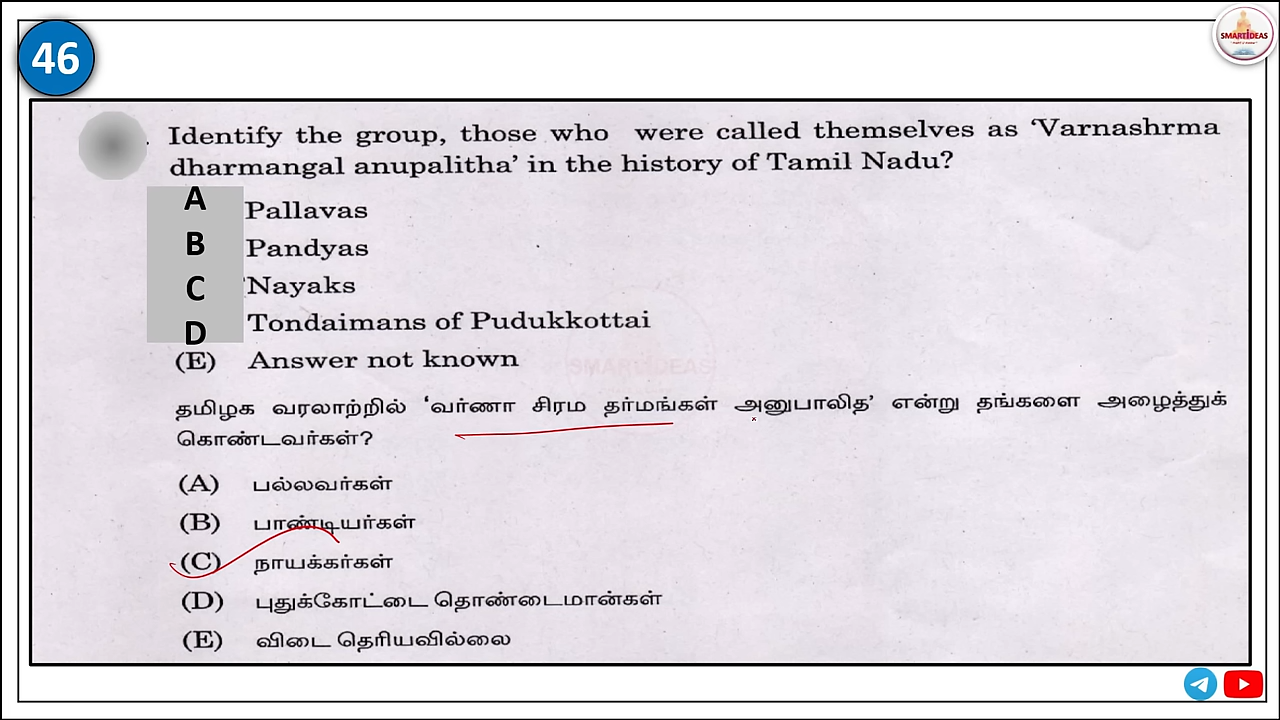 46
SMARTIDEAS
Identify the group, those who were called themselves as ‘Varnashrma
dharmangal anupalitha’ in the history of Tamil Nadu?
A Pallavas
B Pandyas
C Nayaks
D Tondaimans of Pudukkottai
(E) Answer not known
SMARTIDEAS
தமிழக வரலாற்றில் ‘வர்ணா சிரம தர்மங்கள் அனுபாலித’ என்று தங்களை அழைத்துக்
கொண்டவர்கள்?
(A) பல்லவர்கள்
(B) பாண்டியர்கள்
(C) நாயக்கர்கள்
(D) புதுக்கோட்டை தொண்டைமான்கள்
(E) விடை தெரியவில்லை